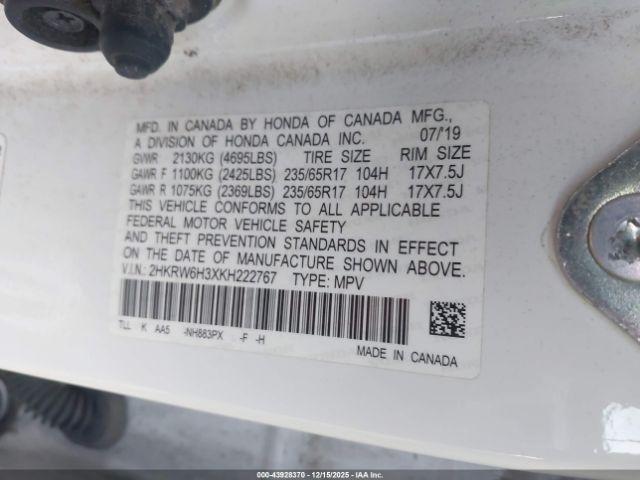 MFD. IN CANADA BY HONDA OF CANADA MFG.,
A DIVISION OF HONDA CANADA INC. 07/'19
GVWR 2130KG (4695LBS) TIRE SIZE RIM SIZE
GAWR F 1100KG (2425LBS) 235/65R17 104H 17X7.5J
GAWR R 1075KG (2369LBS) 235/65R17 104H 17X7.5J
THIS VEHICLE CONFORMS TO ALL APPLICABLE
FEDERAL MOTOR VEHICLE SAFETY
AND THEFT PREVENTION STANDARDS IN EFFECT
ON THE DATE OF MANUFACTURE SHOWN ABOVE.
V.I.N.: 2HKRW6H3XKH222767 TYPE: MPV
TLL K AA5 -NH883PX -F -H
MADE IN CANADA
000-43928370 | 12/15/2025 | IAAI.COM